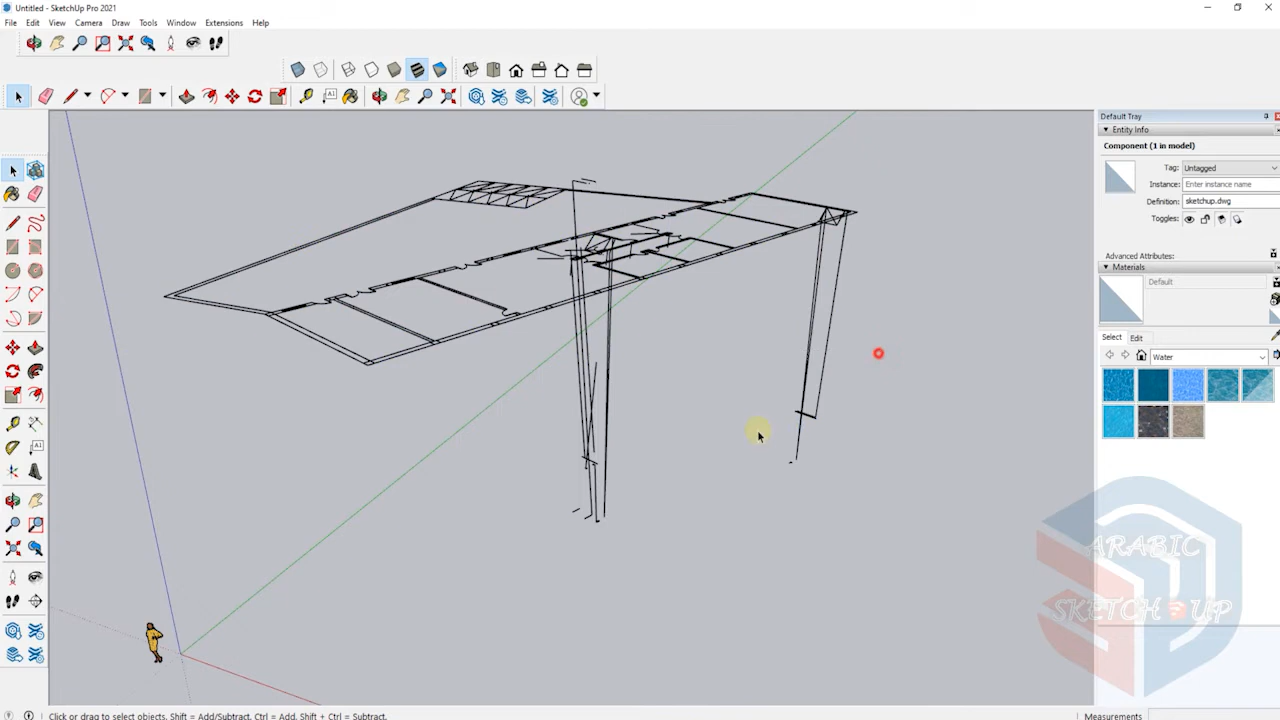 Untitled - SketchUp Pro 2021
File Edit View Camera Draw Tools Window Extensions Help
Default Tray
Entity Info
Component (1 in model)
Tag: Untagged
Instance: Enter instance name
Definition: sketchup.dwg
Toggles:
Advanced Attributes:
Materials
Default
Select Edit
Water
ARABIC
SKETCH UP
Click or drag to select objects. Shift = Add/Subtract. Ctrl = Add. Shift + Ctrl = Subtract.
Measurements